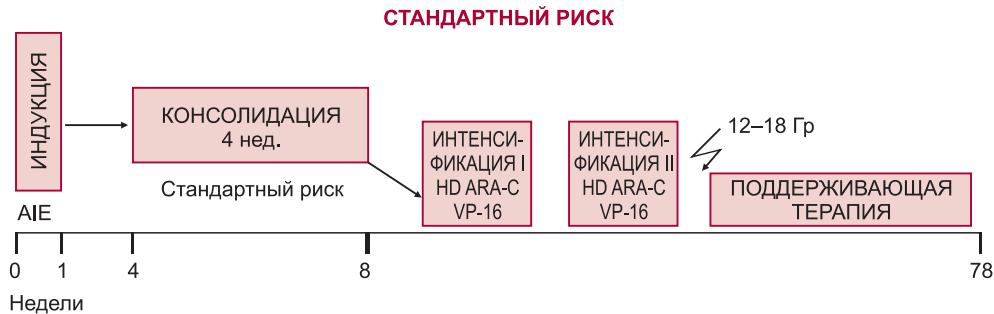 СТАНДАРТНЫЙ РИСК
ИНДУКЦИЯ
AIE
КОНСОЛИДАЦИЯ
4 нед.
Стандартный риск
ИНТЕНСИ-
ФИКАЦИЯ I
HD ARA-C
VP-16
ИНТЕНСИ-
ФИКАЦИЯ II
HD ARA-C
VP-16
12–18 Гр
ПОДДЕРЖИВАЮЩАЯ
ТЕРАПИЯ
0 1 4 8 78
Недели